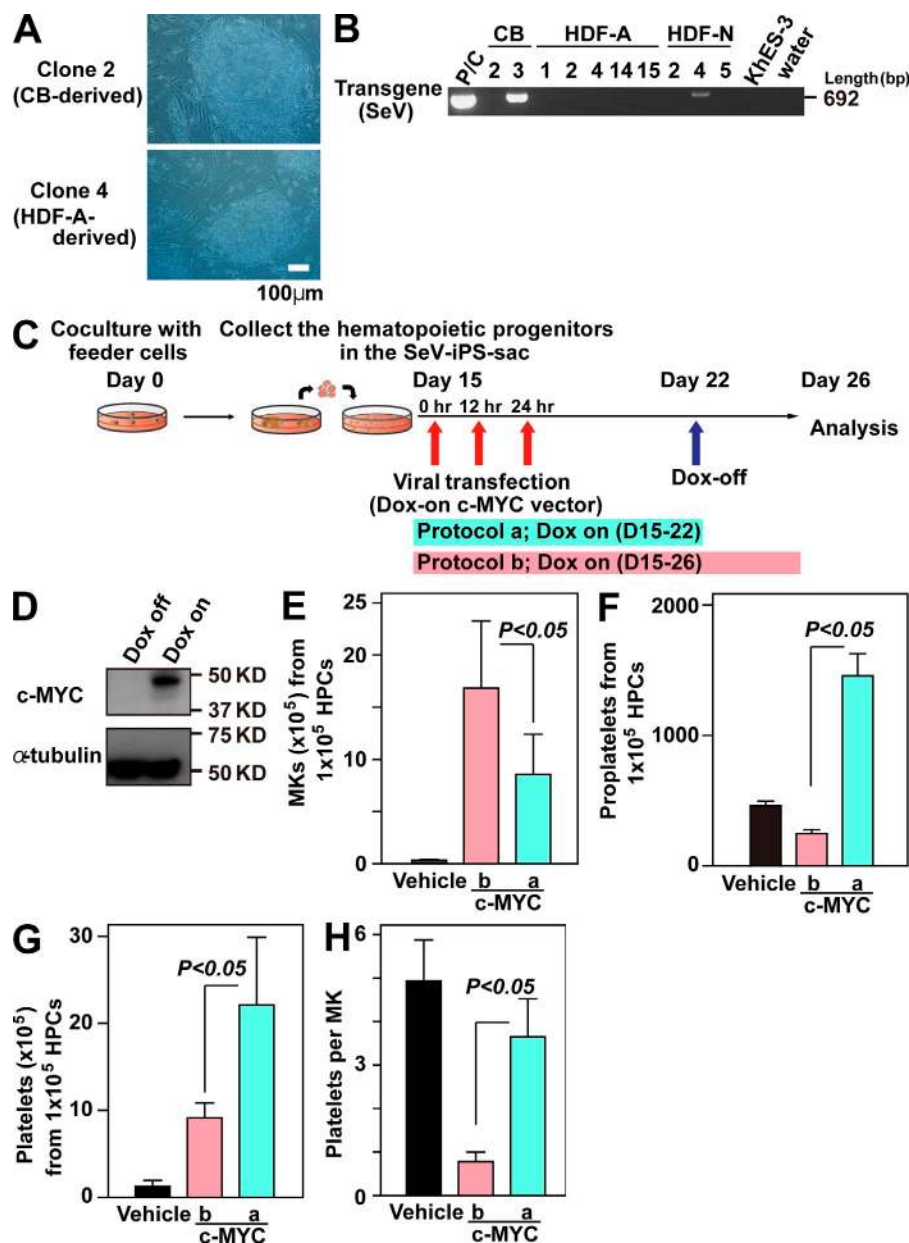 A
Clone 2
(CB-derived)
Clone 4
(HDF-A-
derived)
100μm
B
CB HDF-A HDF-N
P/C 2 3 1 2 4 14 15 2 4 5 KhES-3 water
Transgene
(SeV)
Length (bp)
692
C
Coculture with
feeder cells
Collect the hematopoietic progenitors
in the SeV-iPS-sac
Day 0
Day 15
Day 22
Day 26
0 hr 12 hr 24 hr
Analysis
Viral transfection
(Dox-on c-MYC vector)
Dox-off
Protocol a; Dox on (D15-22)
Protocol b; Dox on (D15-26)
D
Dox off
Dox on
c-MYC
50 KD
37 KD
α-tubulin
75 KD
50 KD
E
MKs (x10⁵) from
1x10⁵ HPCs
25
20
15
10
5
0
P<0.05
Vehicle b a
c-MYC
F
Proplatelets from
1x10⁵ HPCs
2000
1000
0
P<0.05
Vehicle b a
c-MYC
G
Platelets (x10⁵)
from 1x10⁵ HPCs
30
20
10
0
P<0.05
Vehicle b a
c-MYC
H
Platelets per MK
6
3
0
P<0.05
Vehicle b a
c-MYC